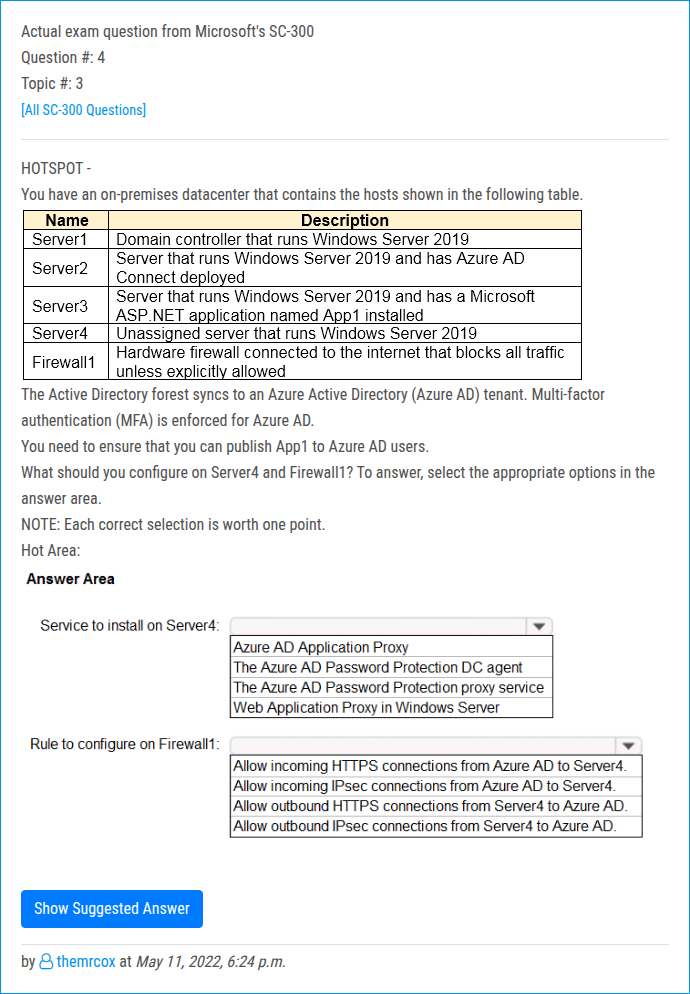 Actual exam question from Microsoft's SC-300
Question #: 4
Topic #: 3
[All SC-300 Questions]
HOTSPOT -
You have an on-premises datacenter that contains the hosts shown in the following table.
Name Description
Server1 Domain controller that runs Windows Server 2019
Server2 Server that runs Windows Server 2019 and has Azure AD
Connect deployed
Server3 Server that runs Windows Server 2019 and has a Microsoft
ASP.NET application named App1 installed
Server4 Unassigned server that runs Windows Server 2019
Firewall1 Hardware firewall connected to the internet that blocks all traffic
unless explicitly allowed
The Active Directory forest syncs to an Azure Active Directory (Azure AD) tenant. Multi-factor
authentication (MFA) is enforced for Azure AD.
You need to ensure that you can publish App1 to Azure AD users.
What should you configure on Server4 and Firewall1? To answer, select the appropriate options in the
answer area.
NOTE: Each correct selection is worth one point.
Hot Area:
Answer Area
Service to install on Server4:
Azure AD Application Proxy
The Azure AD Password Protection DC agent
The Azure AD Password Protection proxy service
Web Application Proxy in Windows Server
Rule to configure on Firewall1:
Allow incoming HTTPS connections from Azure AD to Server4.
Allow incoming IPsec connections from Azure AD to Server4.
Allow outbound HTTPS connections from Server4 to Azure AD.
Allow outbound IPsec connections from Server4 to Azure AD.
Show Suggested Answer
by themrcox at May 11, 2022, 6:24 p.m.